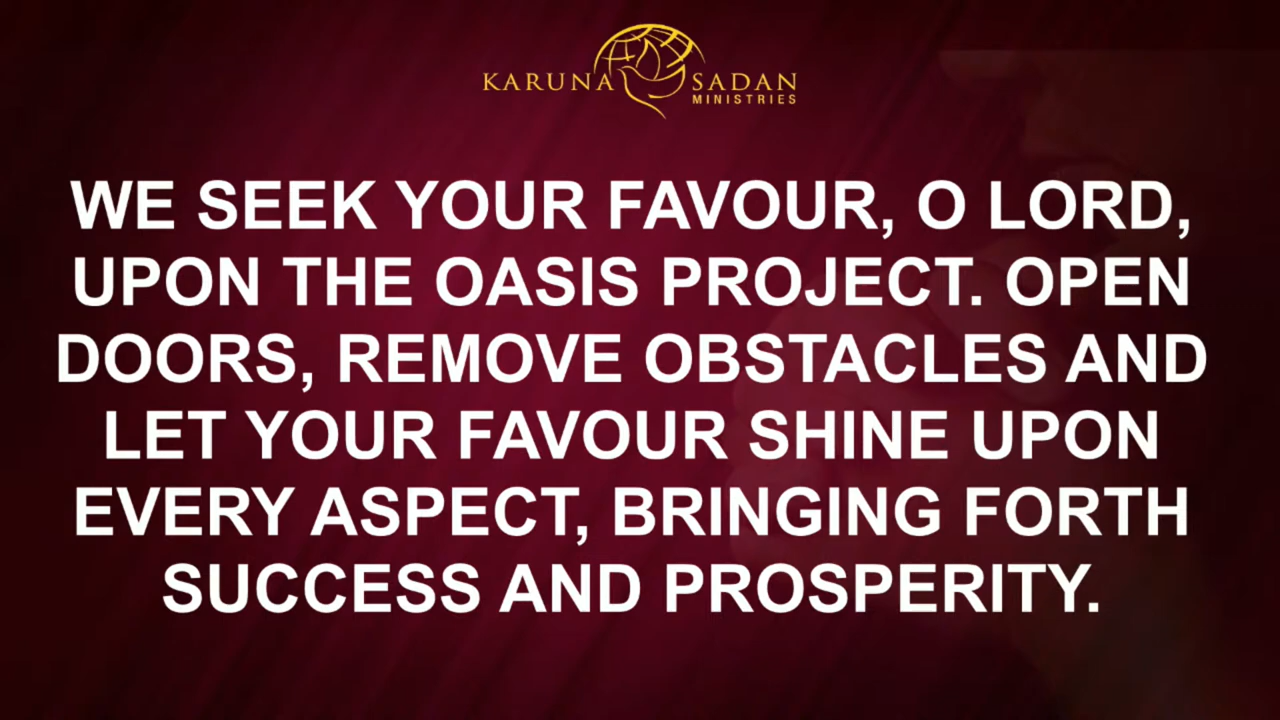 KARUNA SADAN
MINISTRIES
WE SEEK YOUR FAVOUR, O LORD,
UPON THE OASIS PROJECT. OPEN
DOORS, REMOVE OBSTACLES AND
LET YOUR FAVOUR SHINE UPON
EVERY ASPECT, BRINGING FORTH
SUCCESS AND PROSPERITY.